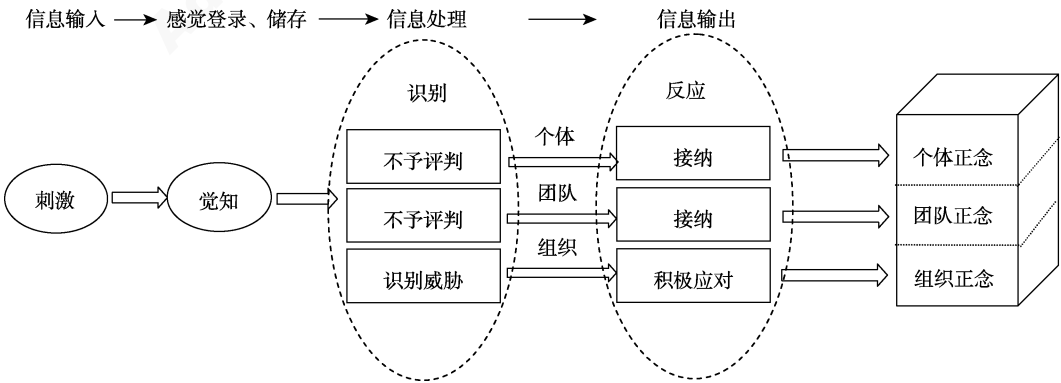 信息输入 感觉登录、储存 信息处理 信息输出
识别
反应
个体
不予评判
接纳
个体正念
刺激
觉知
团队
不予评判
接纳
团队正念
组织
识别威胁
积极应对
组织正念